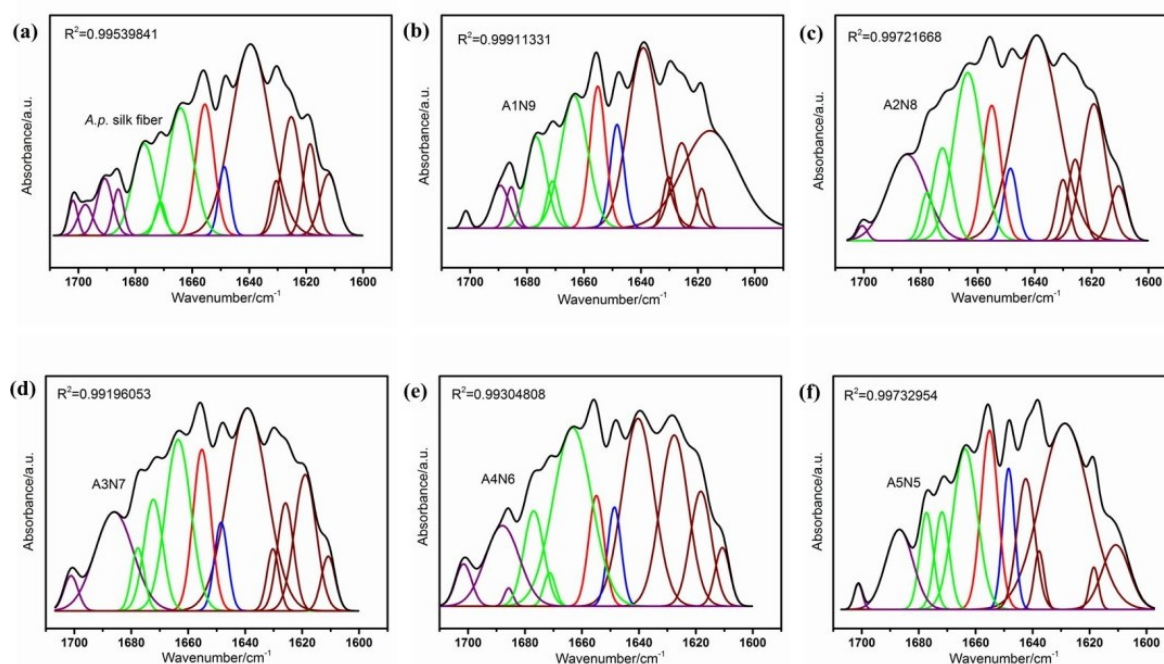 (a)
R²=0.99539841
A.p. silk fiber
Absorbance/a.u.
1700 1680 1660 1640 1620 1600
Wavenumber/cm⁻¹
(b)
R²=0.99911331
A1N9
Absorbance/a.u.
1700 1680 1660 1640 1620 1600
Wavenumber/cm⁻¹
(c)
R²=0.99721668
A2N8
Absorbance/a.u.
1700 1680 1660 1640 1620 1600
Wavenumber/cm⁻¹
(d)
R²=0.99196053
A3N7
Absorbance/a.u.
1700 1680 1660 1640 1620 1600
Wavenumber/cm⁻¹
(e)
R²=0.99304808
A4N6
Absorbance/a.u.
1700 1680 1660 1640 1620 1600
Wavenumber/cm⁻¹
(f)
R²=0.99732954
A5N5
Absorbance/a.u.
1700 1680 1660 1640 1620 1600
Wavenumber/cm⁻¹